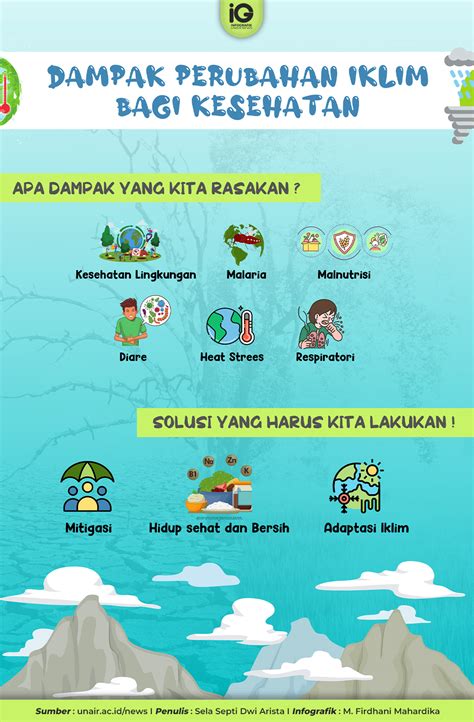 iG
INFOGRAFIS
DAMPAK PERUBAHAN IKLIM
BAGI KESEHATAN
APA DAMPAK YANG KITA RASAKAN ?
Kesehatan Lingkungan
Malaria
Malnutrisi
Diare
Heat Strees
Respiratori
SOLUSI YANG HARUS KITA LAKUKAN !
B1 Nu Zn K
Mitigasi
Hidup sehat dan Bersih
Adaptasi Iklim
Sumber : unair.ac.id/news I Penulis : Sela Septi Dwi Arista I Infografik : M. Firdhani Mahardika